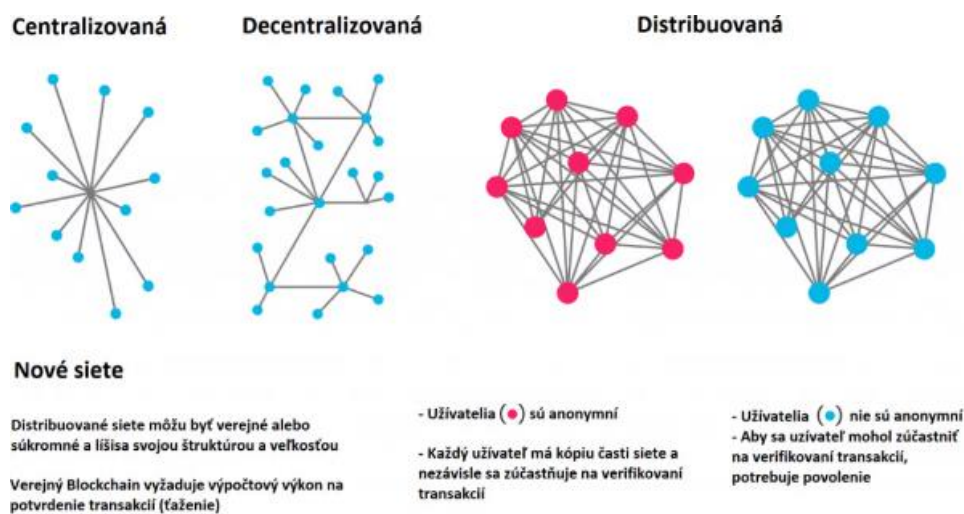 Centralizovaná
Decentralizovaná
Distribuovaná
Nové siete
Distribuované siete môžu byť verejné alebo
súkromné a líšisa svojou štruktúrou a veľkosťou
Verejný Blockchain vyžaduje výpočtový výkon na
potvrdenie transakcií (ťaženie)
- Užívatelia (●) sú anonymní
- Každý užívateľ má kópiu časti siete a
nezávisle sa zúčastňuje na verifikovaní
transakcií
- Užívatelia (●) nie sú anonymní
- Aby sa uzívateľ mohol zúčastniť
na verifikovaní transakcií,
potrebuje povolenie